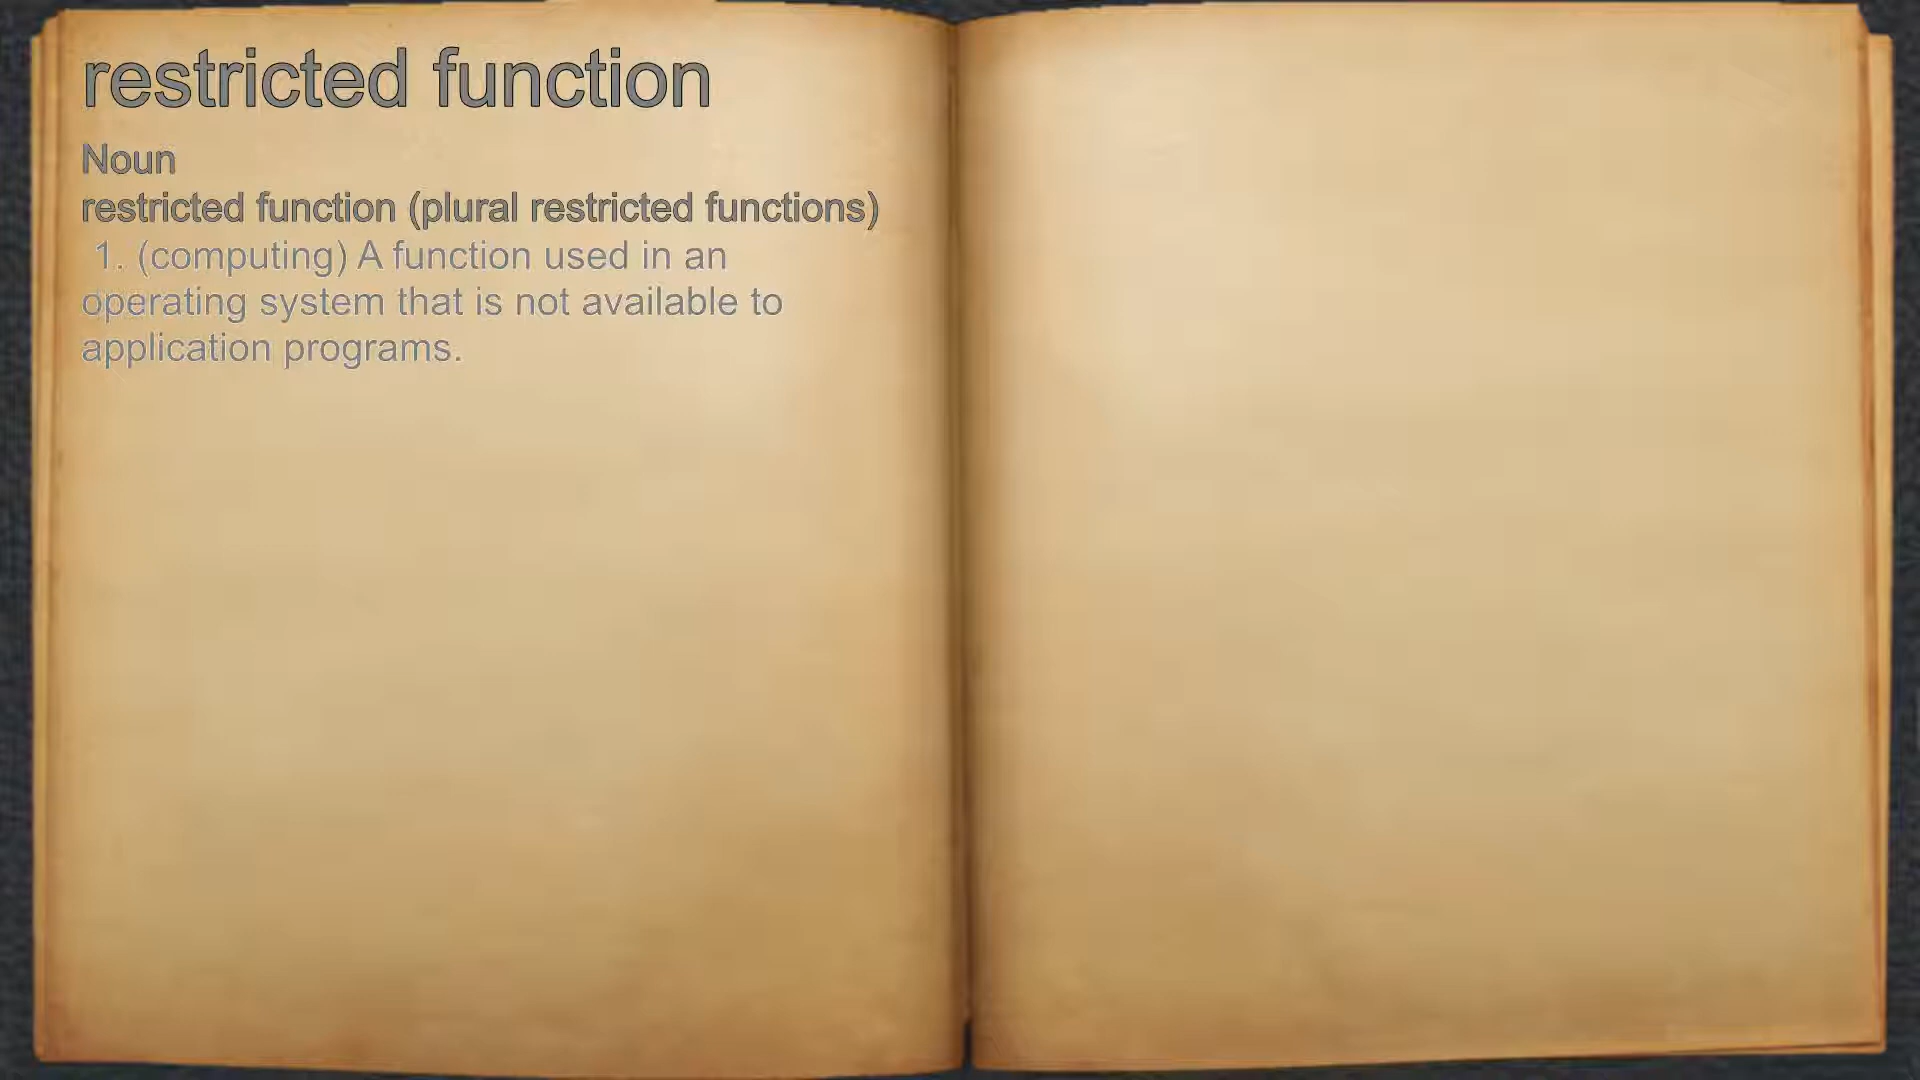 restricted function
Noun
restricted function (plural restricted functions)
1. (computing) A function used in an
operating system that is not available to
application programs.